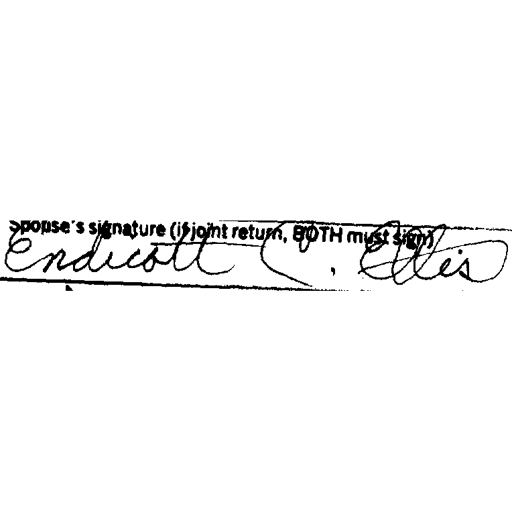 Spouse's signature (if joint return, BOTH must sign)
Endicott C. Ellis